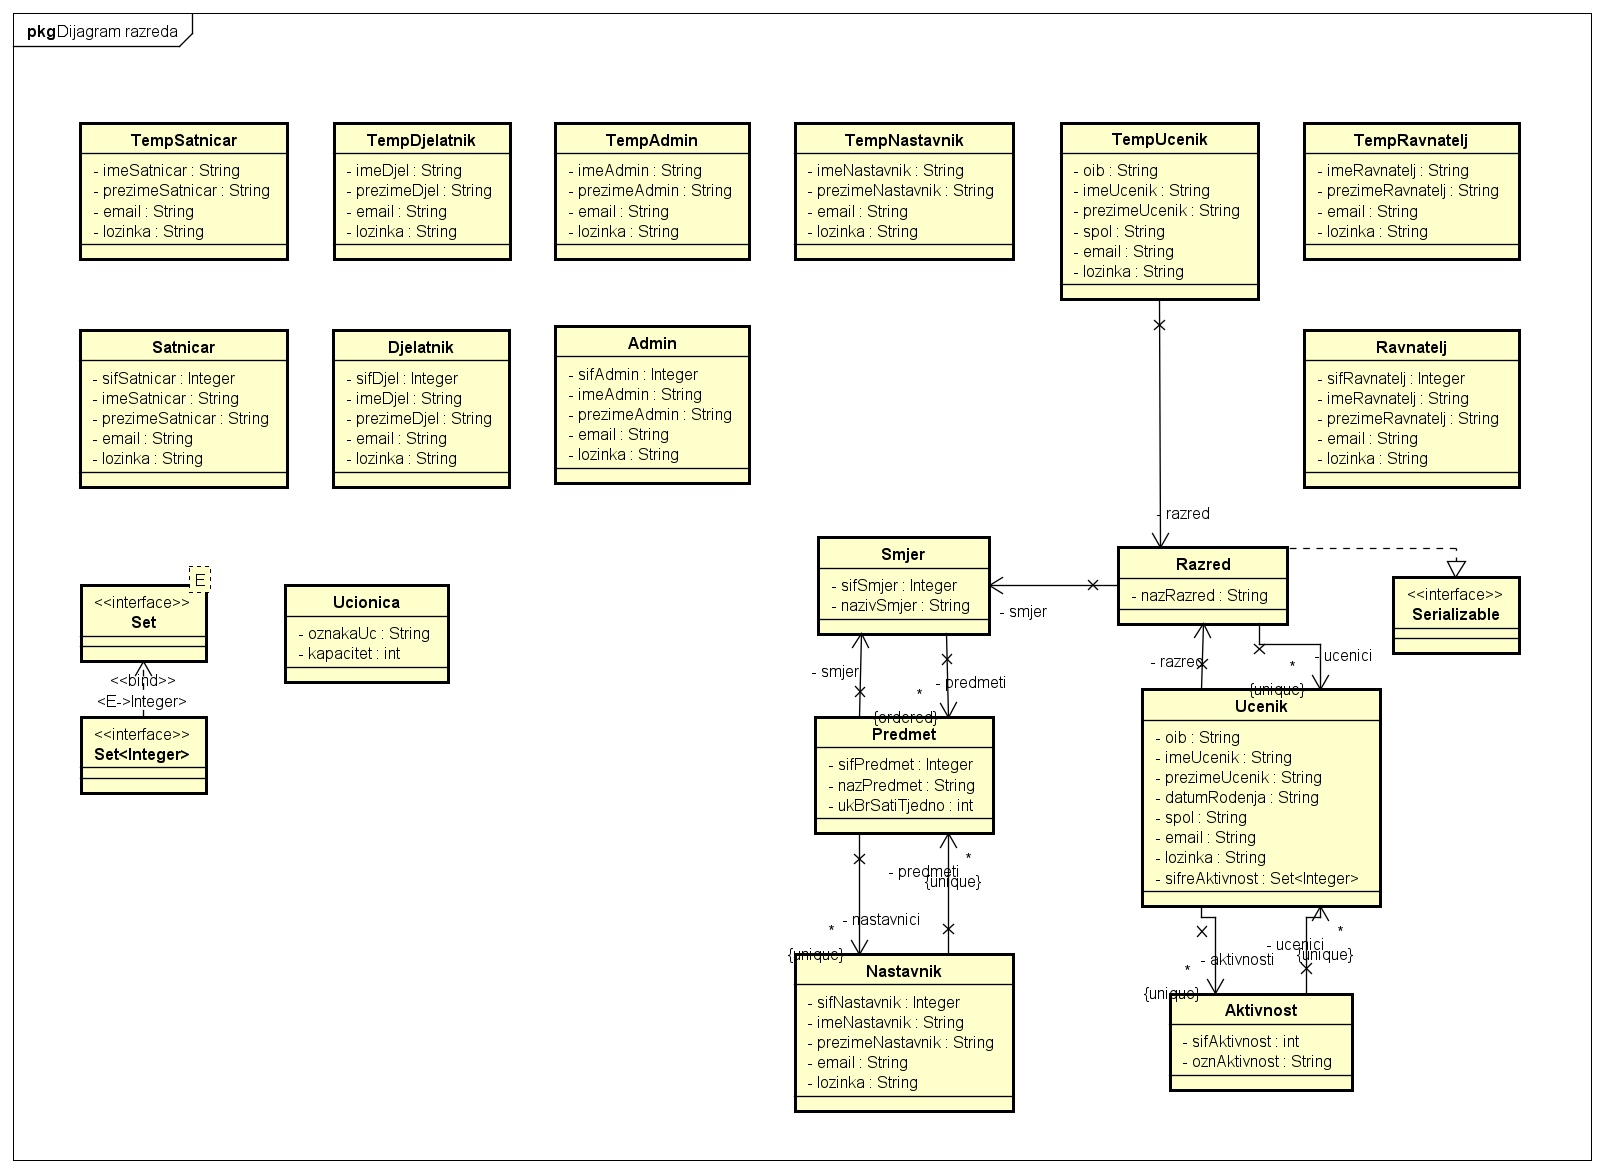 pkg Dijagram razreda
TempSatnicar
- imeSatnicar : String
- prezimeSatnicar : String
- email : String
- lozinka : String
TempDjelatnik
- imeDjel : String
- prezimeDjel : String
- email : String
- lozinka : String
TempAdmin
- imeAdmin : String
- prezimeAdmin : String
- email : String
- lozinka : String
TempNastavnik
- imeNastavnik : String
- prezimeNastavnik : String
- email : String
- lozinka : String
TempUcenik
- oib : String
- imeUcenik : String
- prezimeUcenik : String
- spol : String
- email : String
- lozinka : String
TempRavnatelj
- imeRavnatelj : String
- prezimeRavnatelj : String
- email : String
- lozinka : String
Satnicar
- sifSatnicar : Integer
- imeSatnicar : String
- prezimeSatnicar : String
- email : String
- lozinka : String
Djelatnik
- sifDjel : Integer
- imeDjel : String
- prezimeDjel : String
- email : String
- lozinka : String
Admin
- sifAdmin : Integer
- imeAdmin : String
- prezimeAdmin : String
- email : String
- lozinka : String
Ravnatelj
- sifRavnatelj : Integer
- imeRavnatelj : String
- prezimeRavnatelj : String
- email : String
- lozinka : String
- razred
E
<<interface>>
Set
<<bind>>
<E->Integer>
<<interface>>
Set<Integer>
Ucionica
- oznakaUc : String
- kapacitet : int
Smjer
- sifSmjer : Integer
- nazivSmjer : String
- smjer
Razred
- nazRazred : String
<<interface>>
Serializable
- smjer
- predmeti
*
{ordered}
- razred
- ucenici
*
{unique}
Predmet
- sifPredmet : Integer
- nazPredmet : String
- ukBrSatiTjedno : int
Ucenik
- oib : String
- imeUcenik : String
- prezimeUcenik : String
- datumRodenja : String
- spol : String
- email : String
- lozinka : String
- sifreAktivnost : Set<Integer>
- predmeti
*
{unique}
- nastavnici
*
{unique}
Nastavnik
- sifNastavnik : Integer
- imeNastavnik : String
- prezimeNastavnik : String
- email : String
- lozinka : String
- ucenici
*
{unique}
- aktivnosti
*
{unique}
Aktivnost
- sifAktivnost : int
- oznAktivnost : String